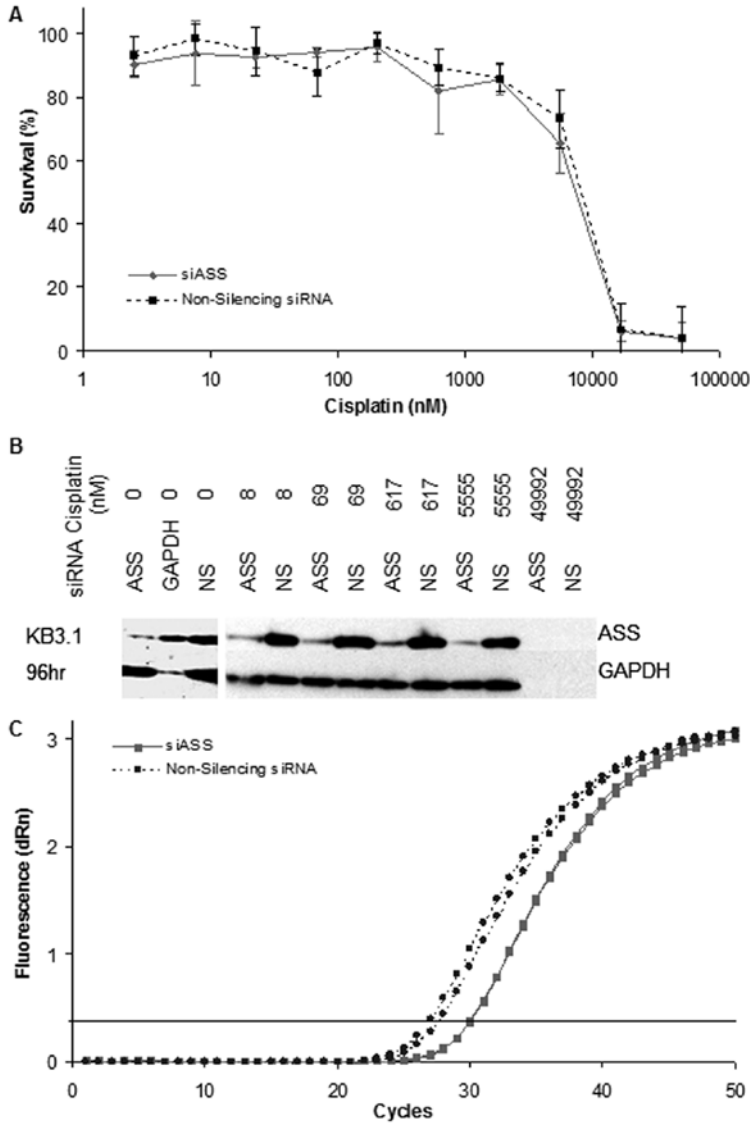 A
100
80
60
40
20
0
Survival (%)
siASS
Non-Silencing siRNA
1 10 100 1000 10000 100000
Cisplatin (nM)
B
siRNA Cisplatin (nM)
0 0 0 8 8 69 69 617 617 5555 5555 49992 49992
ASS GAPDH NS ASS NS ASS NS ASS NS ASS NS ASS NS
KB3.1 ASS
96hr GAPDH
C
3
2
1
0
Fluorescence (dRn)
siASS
Non-Silencing siRNA
0 10 20 30 40 50
Cycles